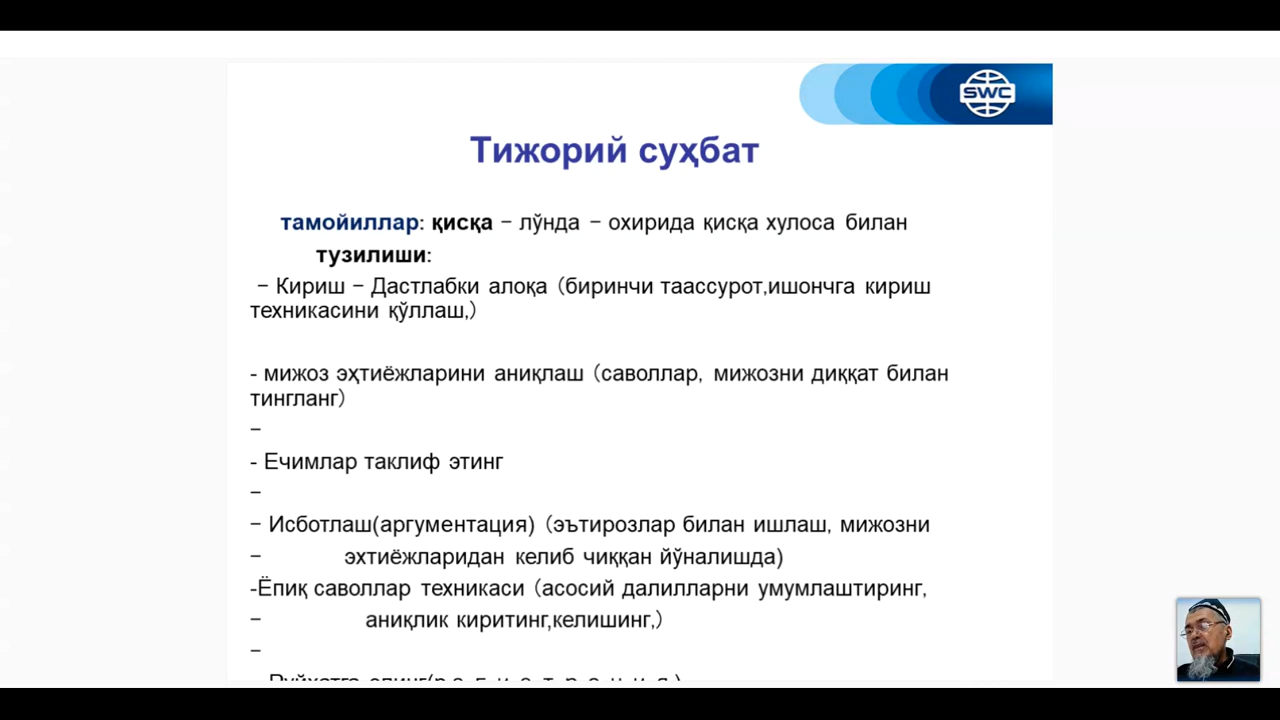 SWC
Тижорий суҳбат
тамойиллар: қисқа – лўнда – охирида қисқа хулоса билан
тузилиши:
– Кириш – Дастлабки алоқа (биринчи таассурот,ишончга кириш
техникасини қўллаш,)
- мижоз эҳтиёжларини аниқлаш (саволлар, мижозни диққат билан
тингланг)
–
- Ечимлар таклиф этинг
–
– Исботлаш(аргументация) (эътирозлар билан ишлаш, мижозни
– эхтиёжларидан келиб чиққан йўналишда)
-Ёпиқ саволлар техникаси (асосий далилларни умумлаштиринг,
– аниқлик киритинг,келишинг,)
–